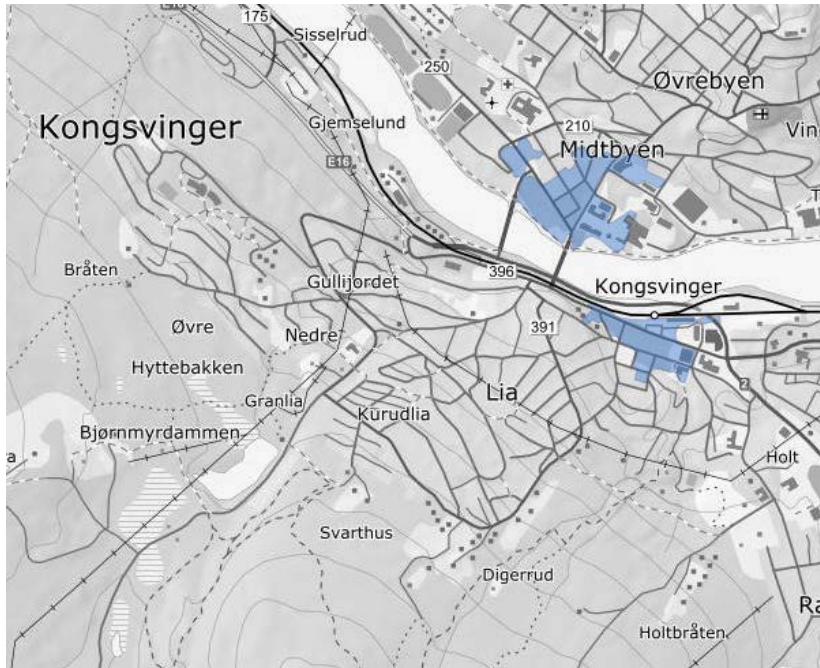 E16
175
Sisselrud
250
Øvrebyen
Kongsvinger
Gjemselund
210
Midtbyen
E16
Bråten
Gullijordet
396
Kongsvinger
Øvre
Nedre
391
Hyttebakken
Granlia
Lia
2
Kurudlia
Bjørnmyrdammen
Holt
Svarthus
Digerrud
Holtbråten